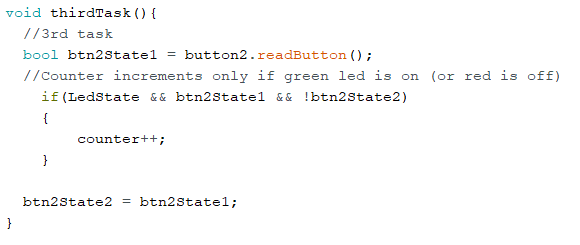 void thirdTask(){
//3rd task
bool btn2State1 = button2.readButton();
//Counter increments only if green led is on (or red is off)
if(LedState && btn2State1 && !btn2State2)
{
counter++;
}
btn2State2 = btn2State1;
}